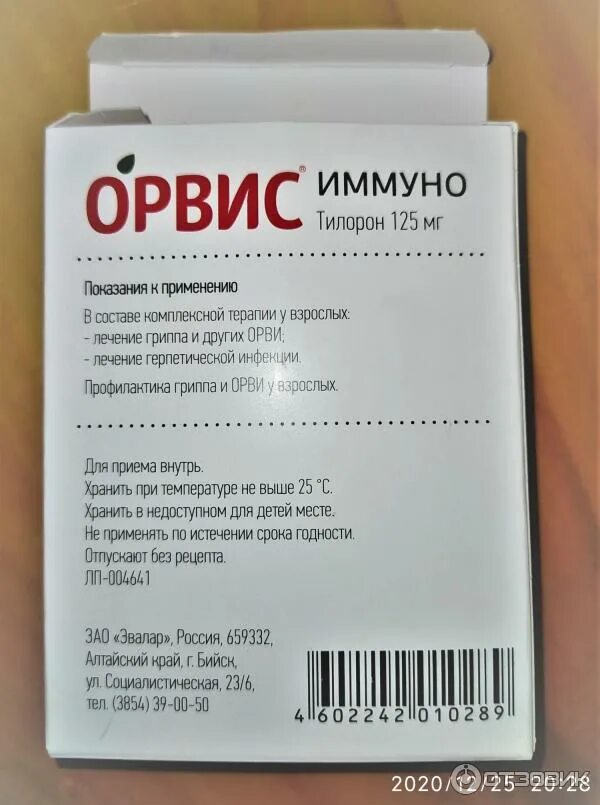 ОРВИС® ИММУНО
Тилорон 125 мг
Показания к применению
В составе комплексной терапии у взрослых:
- лечение гриппа и других ОРВИ;
- лечение герпетической инфекции.
Профилактика гриппа и ОРВИ у взрослых.
Для приема внутрь.
Хранить при температуре не выше 25 °С.
Хранить в недоступном для детей месте.
Не применять по истечении срока годности.
Отпускают без рецепта.
ЛП-004641
ЗАО «Эвалар», Россия, 659332,
Алтайский край, г. Бийск,
ул. Социалистическая, 23/6,
тел. (3854) 39-00-50
4 602242 010289
2020/12/25 20:28
ОТЗОВИК